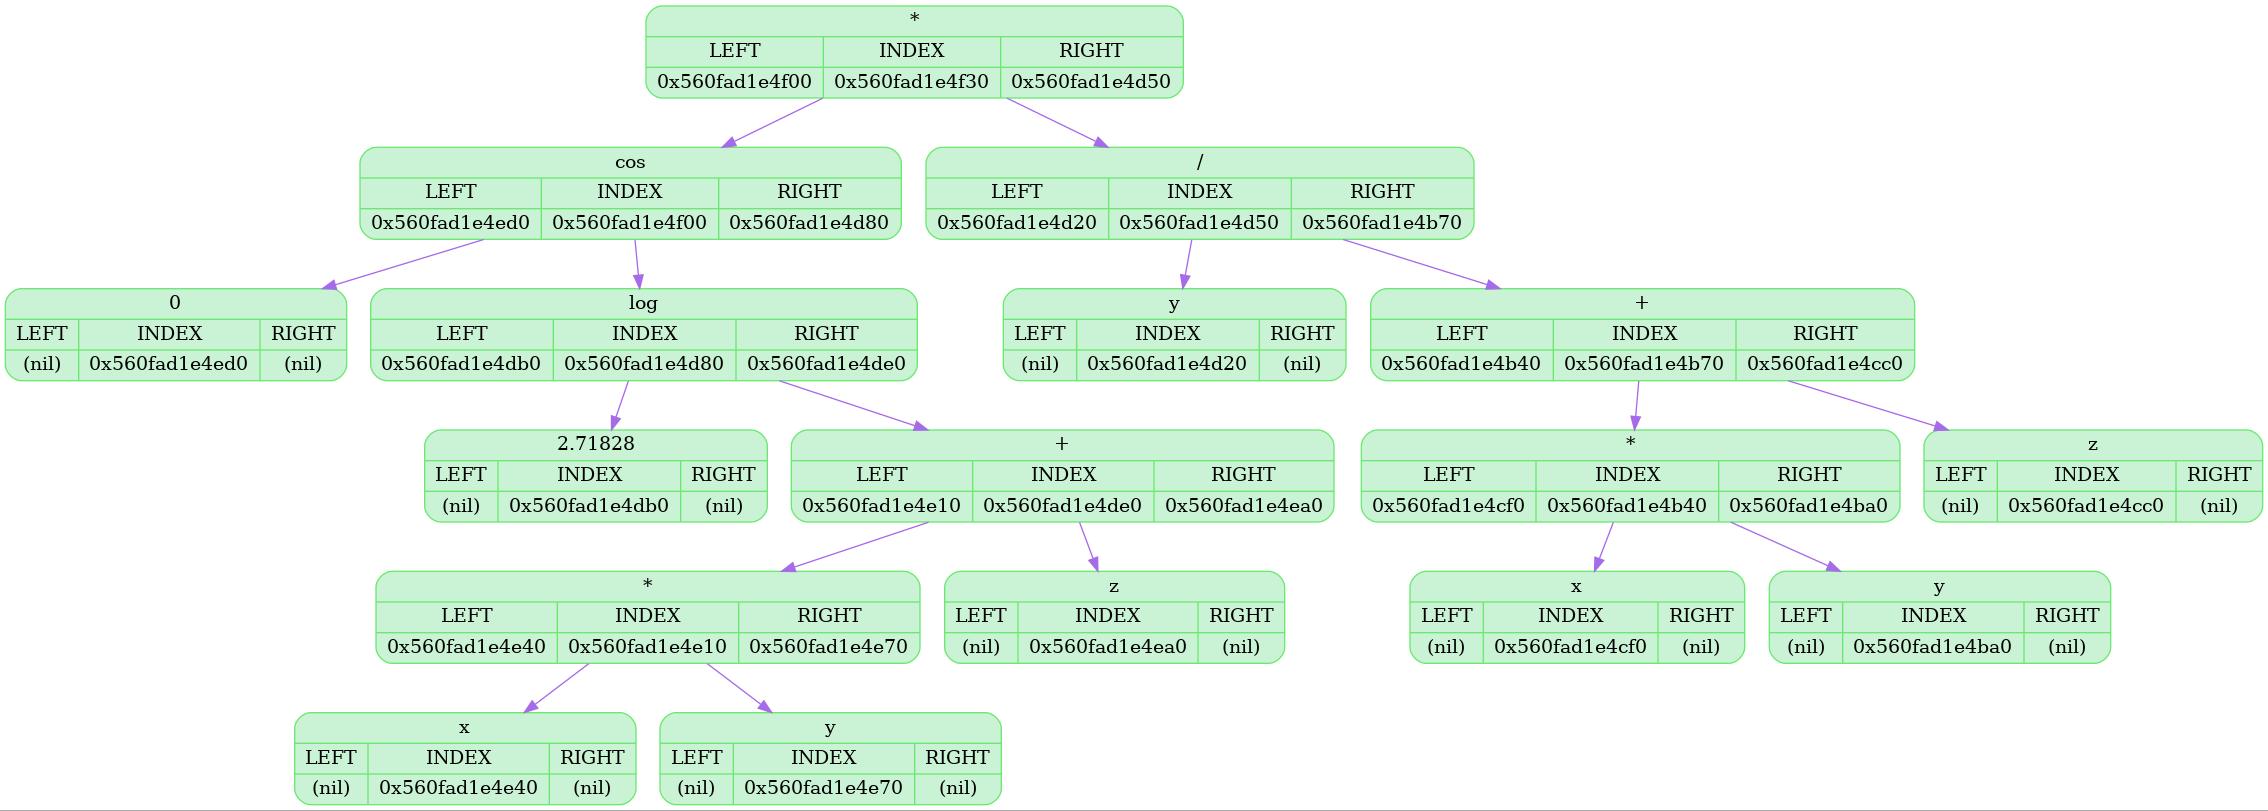 *
LEFT INDEX RIGHT
0x560fad1e4f00 0x560fad1e4f30 0x560fad1e4d50
cos
LEFT INDEX RIGHT
0x560fad1e4ed0 0x560fad1e4f00 0x560fad1e4d80
/
LEFT INDEX RIGHT
0x560fad1e4d20 0x560fad1e4d50 0x560fad1e4b70
0
LEFT INDEX RIGHT
(nil) 0x560fad1e4ed0 (nil)
log
LEFT INDEX RIGHT
0x560fad1e4db0 0x560fad1e4d80 0x560fad1e4de0
y
LEFT INDEX RIGHT
(nil) 0x560fad1e4d20 (nil)
+
LEFT INDEX RIGHT
0x560fad1e4b40 0x560fad1e4b70 0x560fad1e4cc0
2.71828
LEFT INDEX RIGHT
(nil) 0x560fad1e4db0 (nil)
+
LEFT INDEX RIGHT
0x560fad1e4e10 0x560fad1e4de0 0x560fad1e4ea0
*
LEFT INDEX RIGHT
0x560fad1e4cf0 0x560fad1e4b40 0x560fad1e4ba0
z
LEFT INDEX RIGHT
(nil) 0x560fad1e4cc0 (nil)
*
LEFT INDEX RIGHT
0x560fad1e4e40 0x560fad1e4e10 0x560fad1e4e70
z
LEFT INDEX RIGHT
(nil) 0x560fad1e4ea0 (nil)
x
LEFT INDEX RIGHT
(nil) 0x560fad1e4cf0 (nil)
y
LEFT INDEX RIGHT
(nil) 0x560fad1e4ba0 (nil)
x
LEFT INDEX RIGHT
(nil) 0x560fad1e4e40 (nil)
y
LEFT INDEX RIGHT
(nil) 0x560fad1e4e70 (nil)